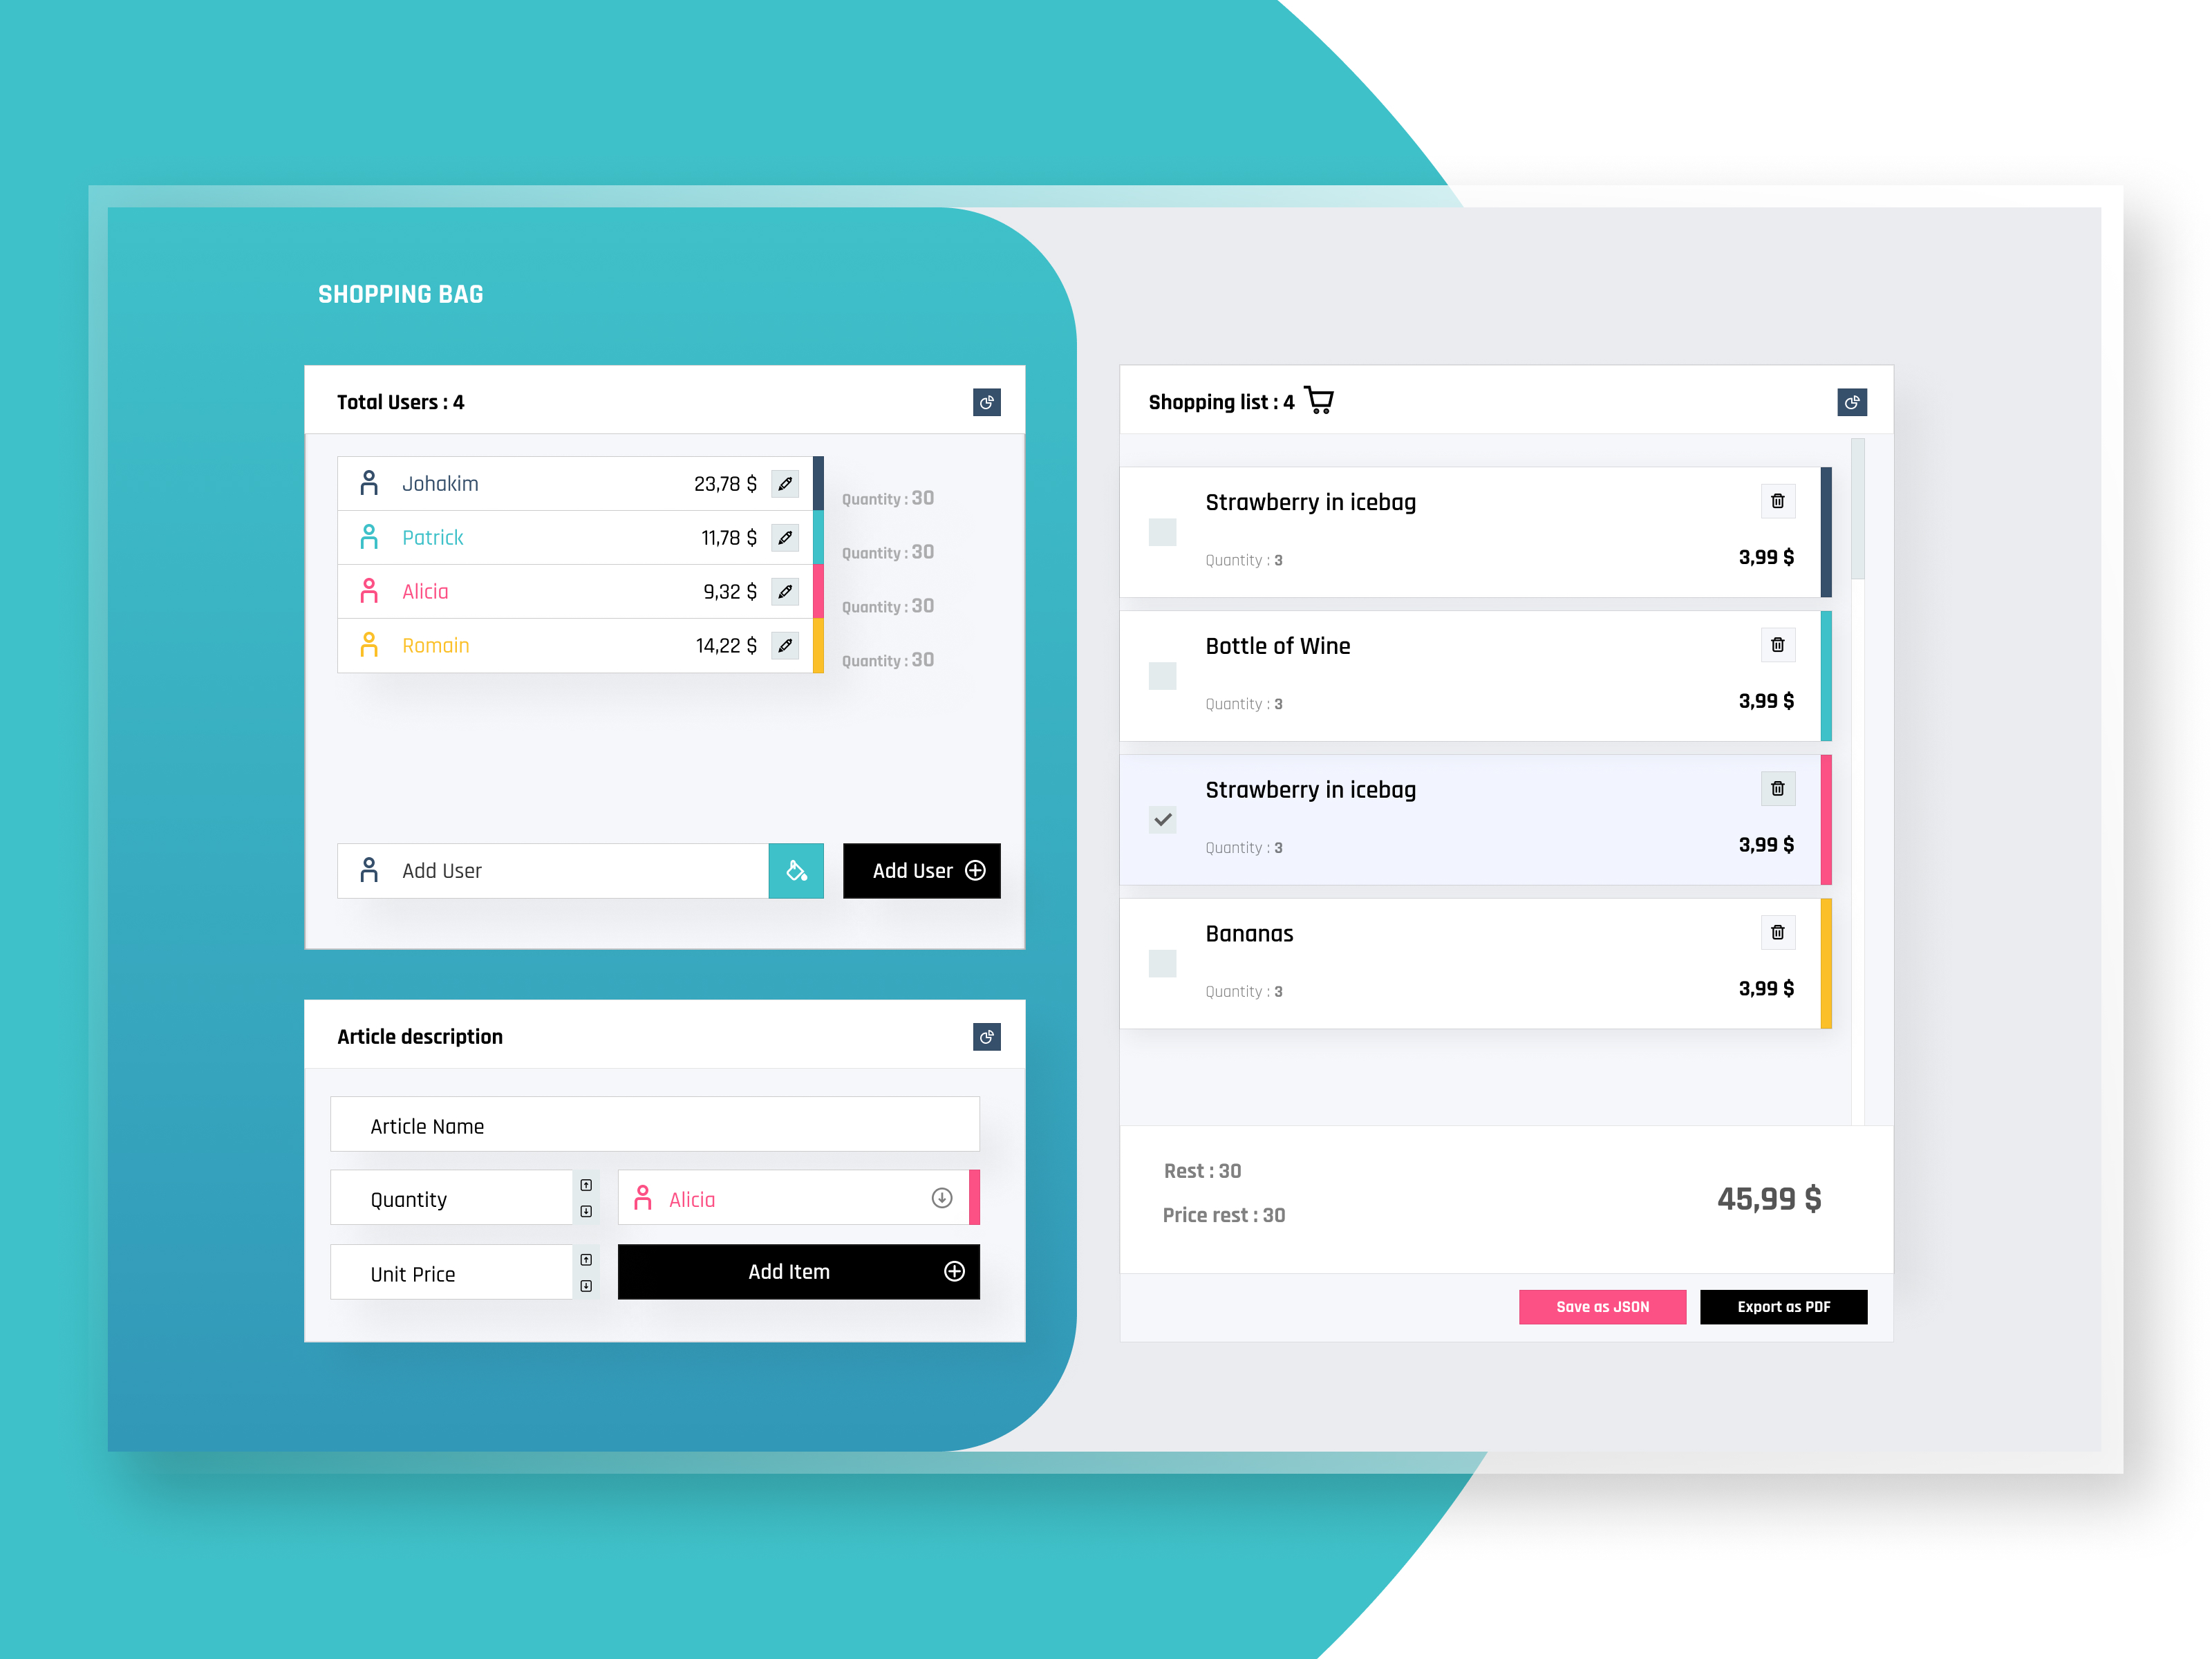 SHOPPING BAG
Total Users : 4
Johakim 23,78 $ Quantity : 30
Patrick 11,78 $ Quantity : 30
Alicia 9,32 $ Quantity : 30
Romain 14,22 $ Quantity : 30
Add User Add User
Article description
Article Name
Quantity Alicia
Unit Price Add Item
Shopping list : 4
Strawberry in icebag
Quantity : 3 3,99 $
Bottle of Wine
Quantity : 3 3,99 $
Strawberry in icebag
Quantity : 3 3,99 $
Bananas
Quantity : 3 3,99 $
Rest : 30
45,99 $
Price rest : 30
Save as JSON Export as PDF